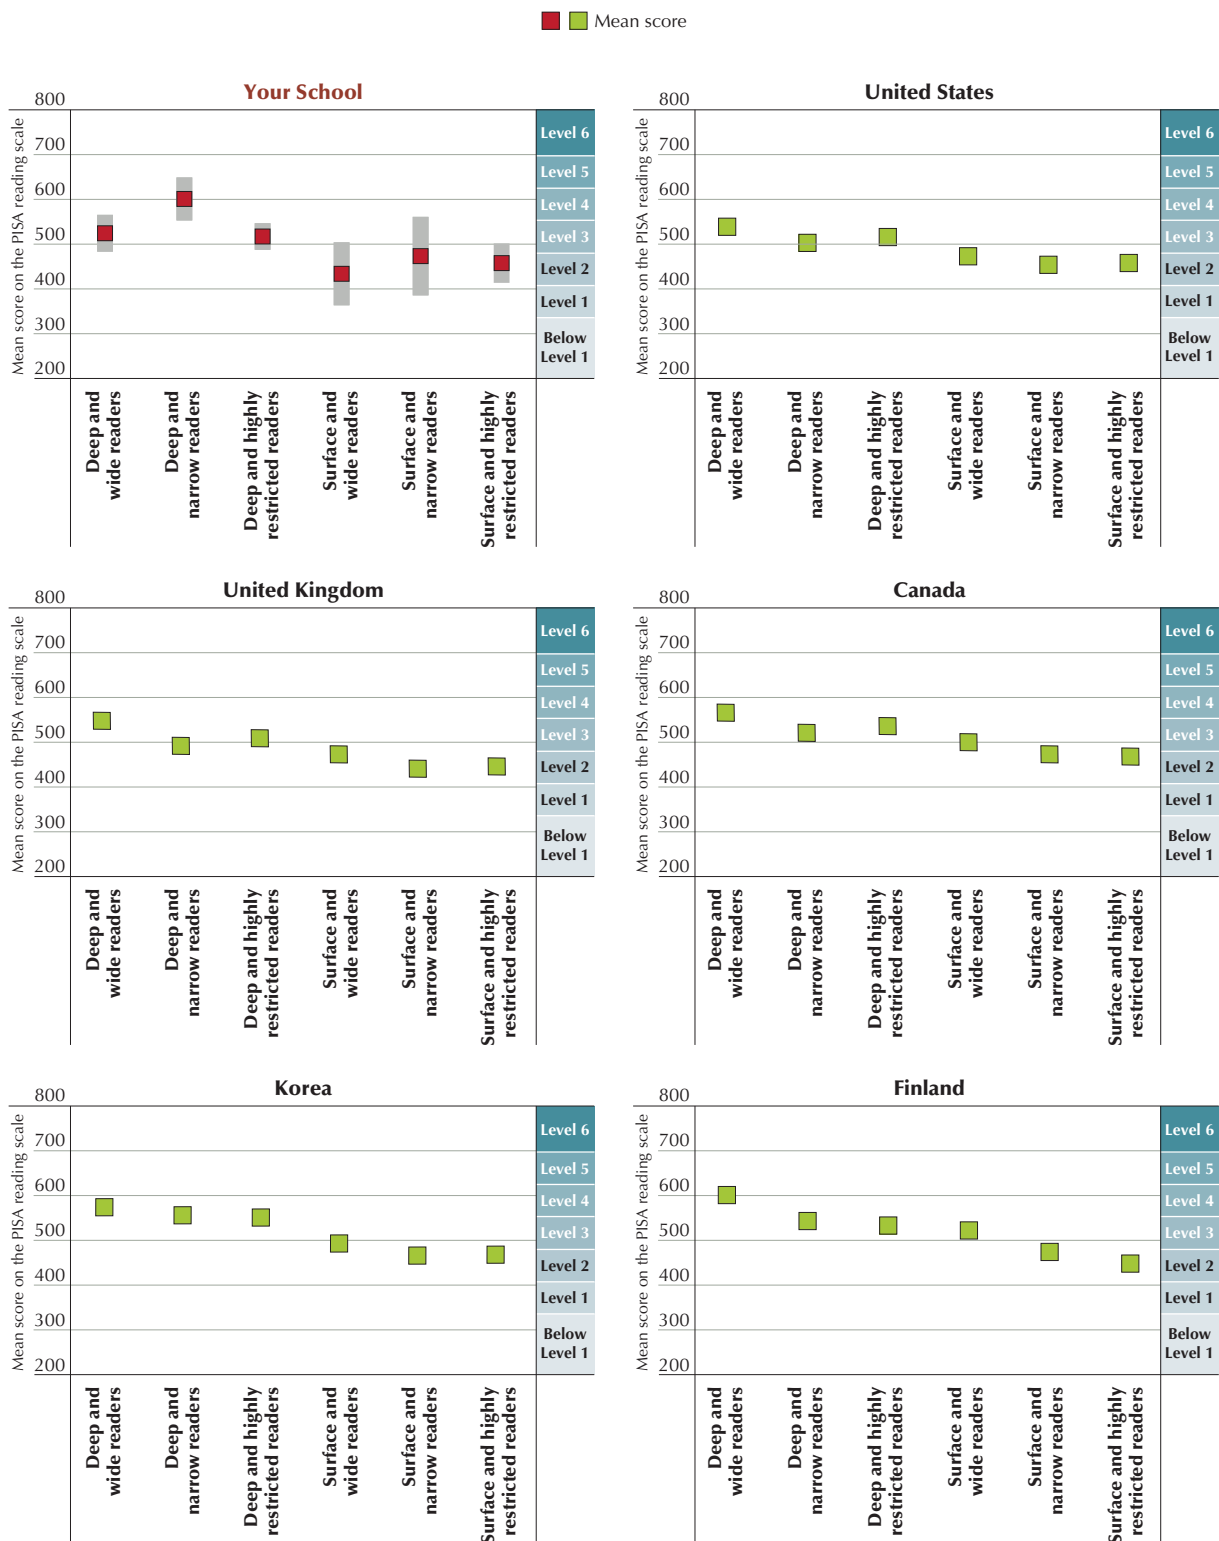 Mean score
Your School
Mean score on the PISA reading scale
800
700
600
500
400
300
200
Level 6
Level 5
Level 4
Level 3
Level 2
Level 1
Below
Level 1
Deep and
wide readers
Deep and
narrow readers
Deep and highly
restricted readers
Surface and
wide readers
Surface and
narrow readers
Surface and highly
restricted readers
United States
Mean score on the PISA reading scale
800
700
600
500
400
300
200
Level 6
Level 5
Level 4
Level 3
Level 2
Level 1
Below
Level 1
Deep and
wide readers
Deep and
narrow readers
Deep and highly
restricted readers
Surface and
wide readers
Surface and
narrow readers
Surface and highly
restricted readers
United Kingdom
Mean score on the PISA reading scale
800
700
600
500
400
300
200
Level 6
Level 5
Level 4
Level 3
Level 2
Level 1
Below
Level 1
Deep and
wide readers
Deep and
narrow readers
Deep and highly
restricted readers
Surface and
wide readers
Surface and
narrow readers
Surface and highly
restricted readers
Canada
Mean score on the PISA reading scale
800
700
600
500
400
300
200
Level 6
Level 5
Level 4
Level 3
Level 2
Level 1
Below
Level 1
Deep and
wide readers
Deep and
narrow readers
Deep and highly
restricted readers
Surface and
wide readers
Surface and
narrow readers
Surface and highly
restricted readers
Korea
Mean score on the PISA reading scale
800
700
600
500
400
300
200
Level 6
Level 5
Level 4
Level 3
Level 2
Level 1
Below
Level 1
Deep and
wide readers
Deep and
narrow readers
Deep and highly
restricted readers
Surface and
wide readers
Surface and
narrow readers
Surface and highly
restricted readers
Finland
Mean score on the PISA reading scale
800
700
600
500
400
300
200
Level 6
Level 5
Level 4
Level 3
Level 2
Level 1
Below
Level 1
Deep and
wide readers
Deep and
narrow readers
Deep and highly
restricted readers
Surface and
wide readers
Surface and
narrow readers
Surface and highly
restricted readers